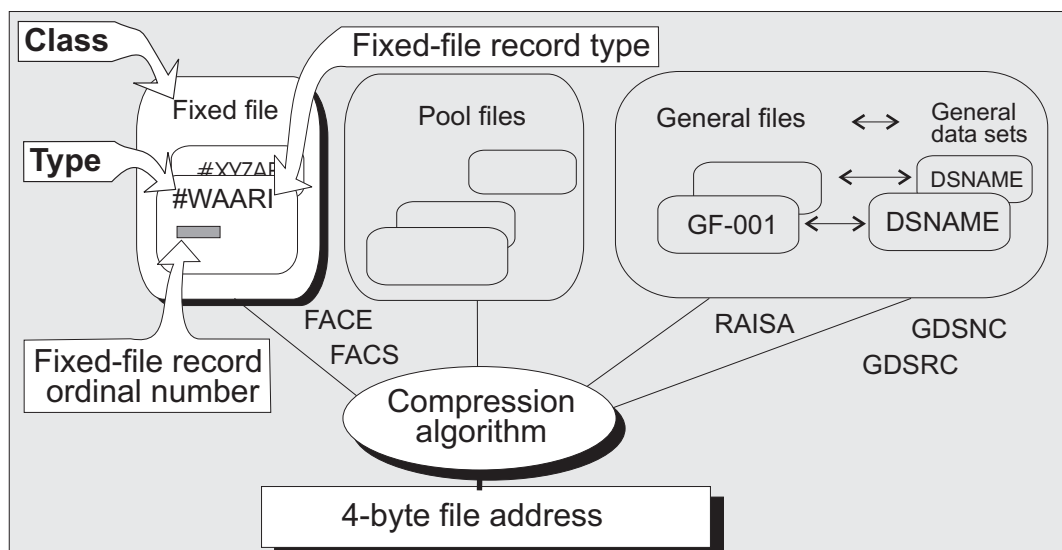 Class
Fixed-file record type
Fixed file
Pool files
General files
General
data sets
Type
#WAARI
GF-001
DSNAME
DSNAME
FACE
FACS
RAISA
GDSNC
GDSRC
Fixed-file record
ordinal number
Compression
algorithm
4-byte file address